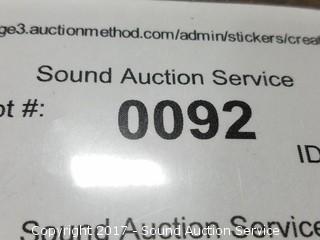 ge3.auctionmethod.com/admin/stickers/creat
Sound Auction Service
ot #: 0092
ID
Sound Auction Service
Copyright 2017 - Sound Auction Service